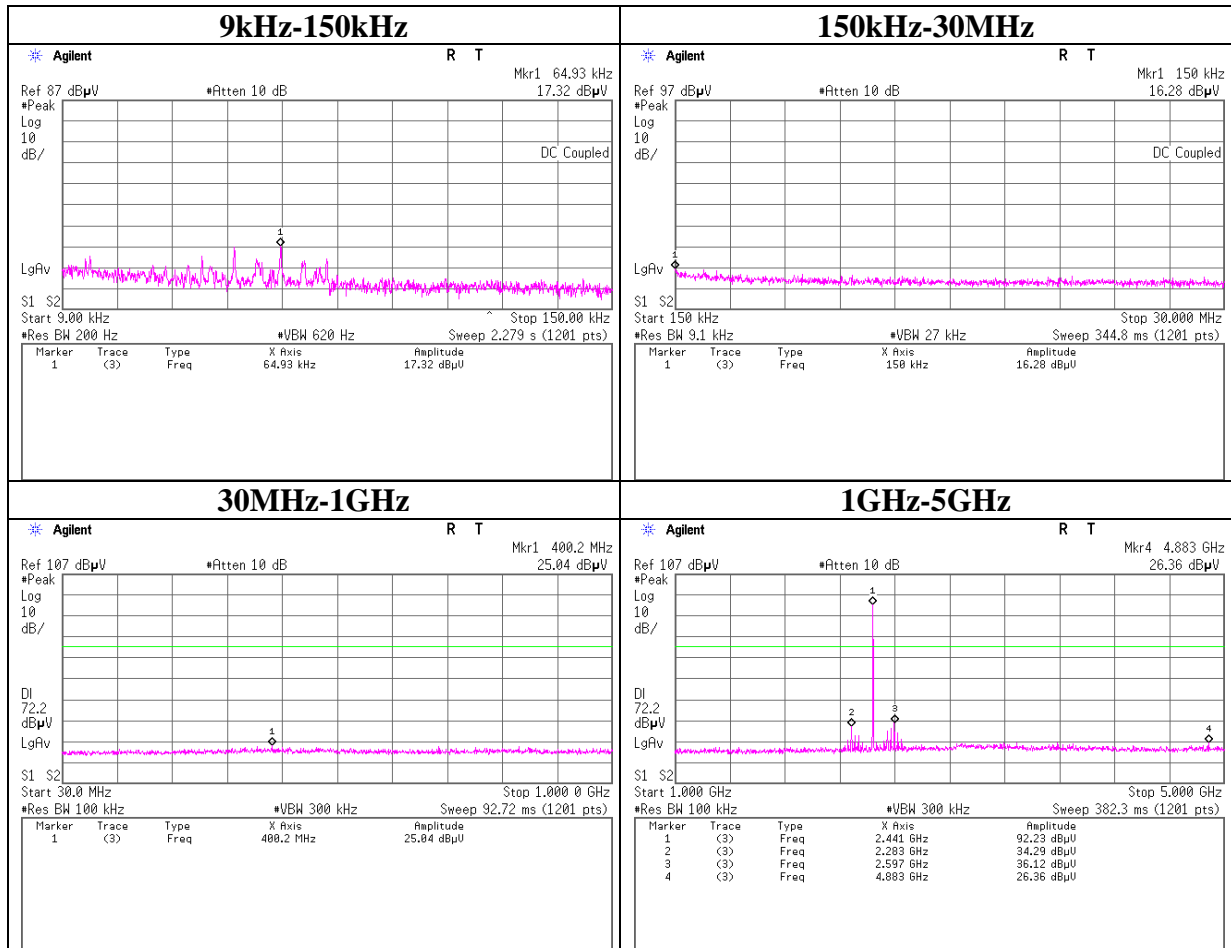 9kHz-150kHz
Agilent R T
Mkr1 64.93 kHz
Ref 87 dBµV #Atten 10 dB 17.32 dBµV
#Peak
Log
10
dB/
DC Coupled
1
LgAv
S1 S2
Start 9.00 kHz ^ Stop 150.00 kHz
#Res BW 200 Hz #VBW 620 Hz Sweep 2.279 s (1201 pts)
Marker Trace Type X Axis Amplitude
1 (3) Freq 64.93 kHz 17.32 dBµV
150kHz-30MHz
Agilent R T
Mkr1 150 kHz
Ref 97 dBµV #Atten 10 dB 16.28 dBµV
#Peak
Log
10
dB/
DC Coupled
1
LgAv
S1 S2
Start 150 kHz Stop 30.000 MHz
#Res BW 9.1 kHz #VBW 27 kHz Sweep 344.8 ms (1201 pts)
Marker Trace Type X Axis Amplitude
1 (3) Freq 150 kHz 16.28 dBµV
30MHz-1GHz
Agilent R T
Mkr1 400.2 MHz
Ref 107 dBµV #Atten 10 dB 25.04 dBµV
#Peak
Log
10
dB/
DI
72.2
dBµV
1
LgAv
S1 S2
Start 30.0 MHz Stop 1.000 0 GHz
#Res BW 100 kHz #VBW 300 kHz Sweep 92.72 ms (1201 pts)
Marker Trace Type X Axis Amplitude
1 (3) Freq 400.2 MHz 25.04 dBµV
1GHz-5GHz
Agilent R T
Mkr4 4.883 GHz
Ref 107 dBµV #Atten 10 dB 26.36 dBµV
#Peak
1
Log
10
dB/
DI
72.2
2 3
dBµV
4
LgAv
S1 S2
Start 1.000 GHz Stop 5.000 GHz
#Res BW 100 kHz #VBW 300 kHz Sweep 382.3 ms (1201 pts)
Marker Trace Type X Axis Amplitude
1 (3) Freq 2.441 GHz 92.23 dBµV
2 (3) Freq 2.283 GHz 34.29 dBµV
3 (3) Freq 2.597 GHz 36.12 dBµV
4 (3) Freq 4.883 GHz 26.36 dBµV